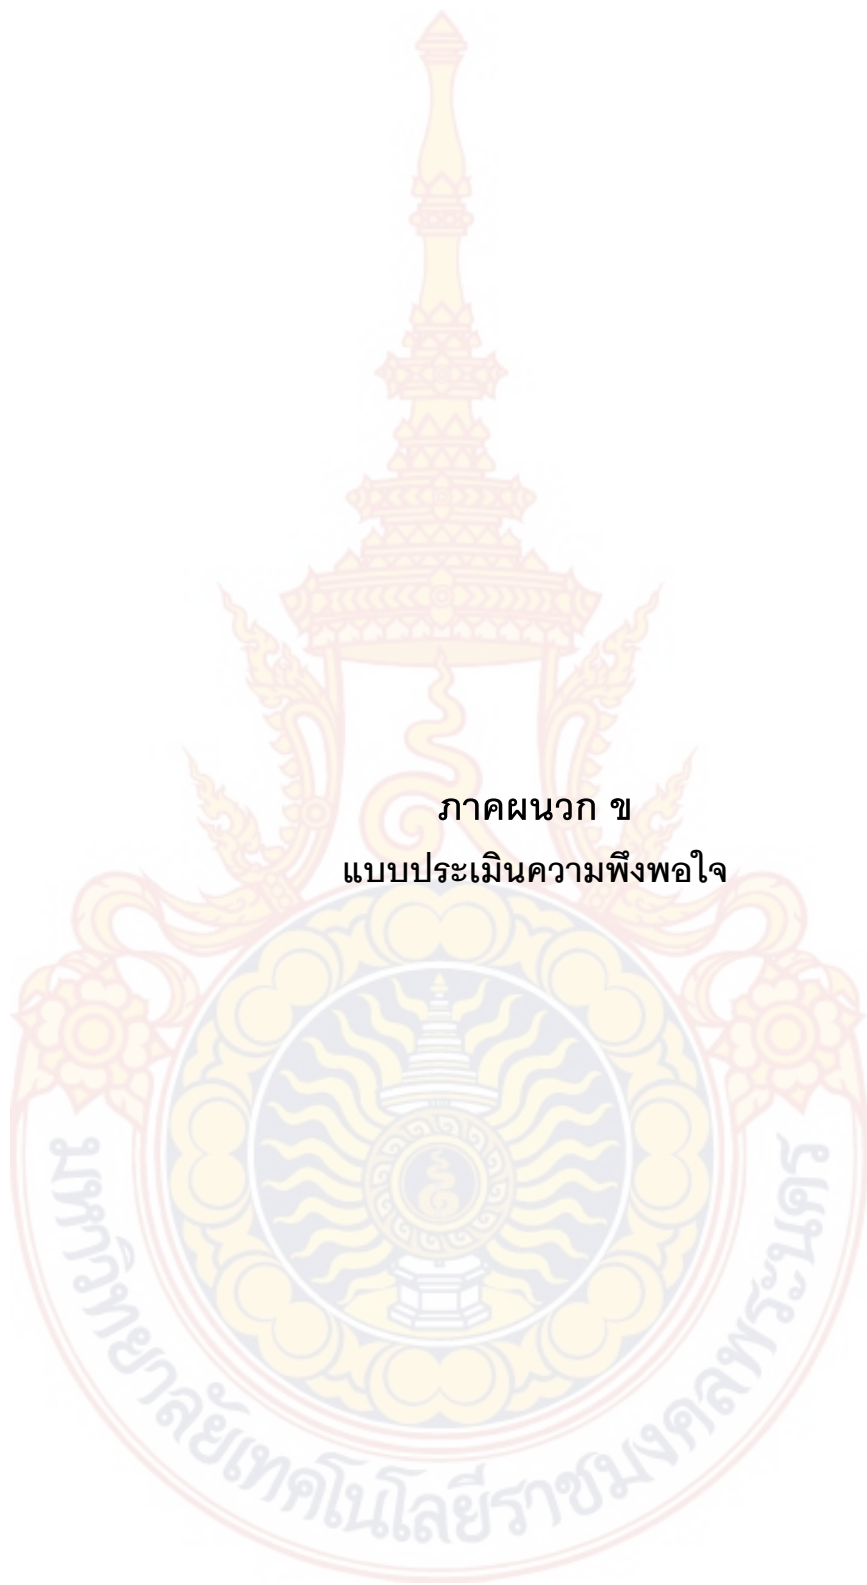 ภาคผนวก ข
แบบประเมินความพึงพอใจ
มหาวิทยาลัยเทคโนโลยีราชมงคลพระนคร